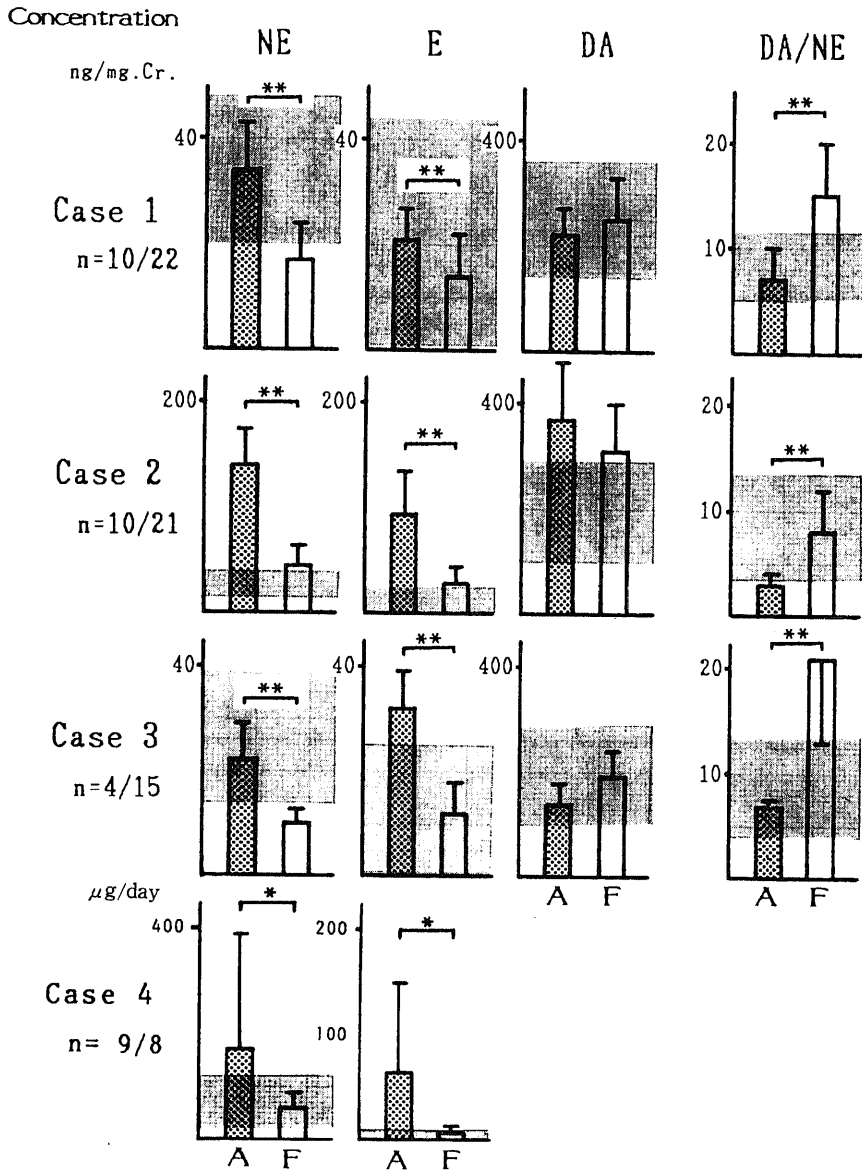 Concentration
NE E DA DA/NE
ng/mg.Cr.
** ** **
40 40 400 20
10
Case 1
n=10/22
200 200 400 20
** ** **
10
Case 2
n=10/21
40 40 400 20
** ** **
10
Case 3
n=4/15
A F A F
μg/day
* *
400 200
100
Case 4
n= 9/8
A F A F